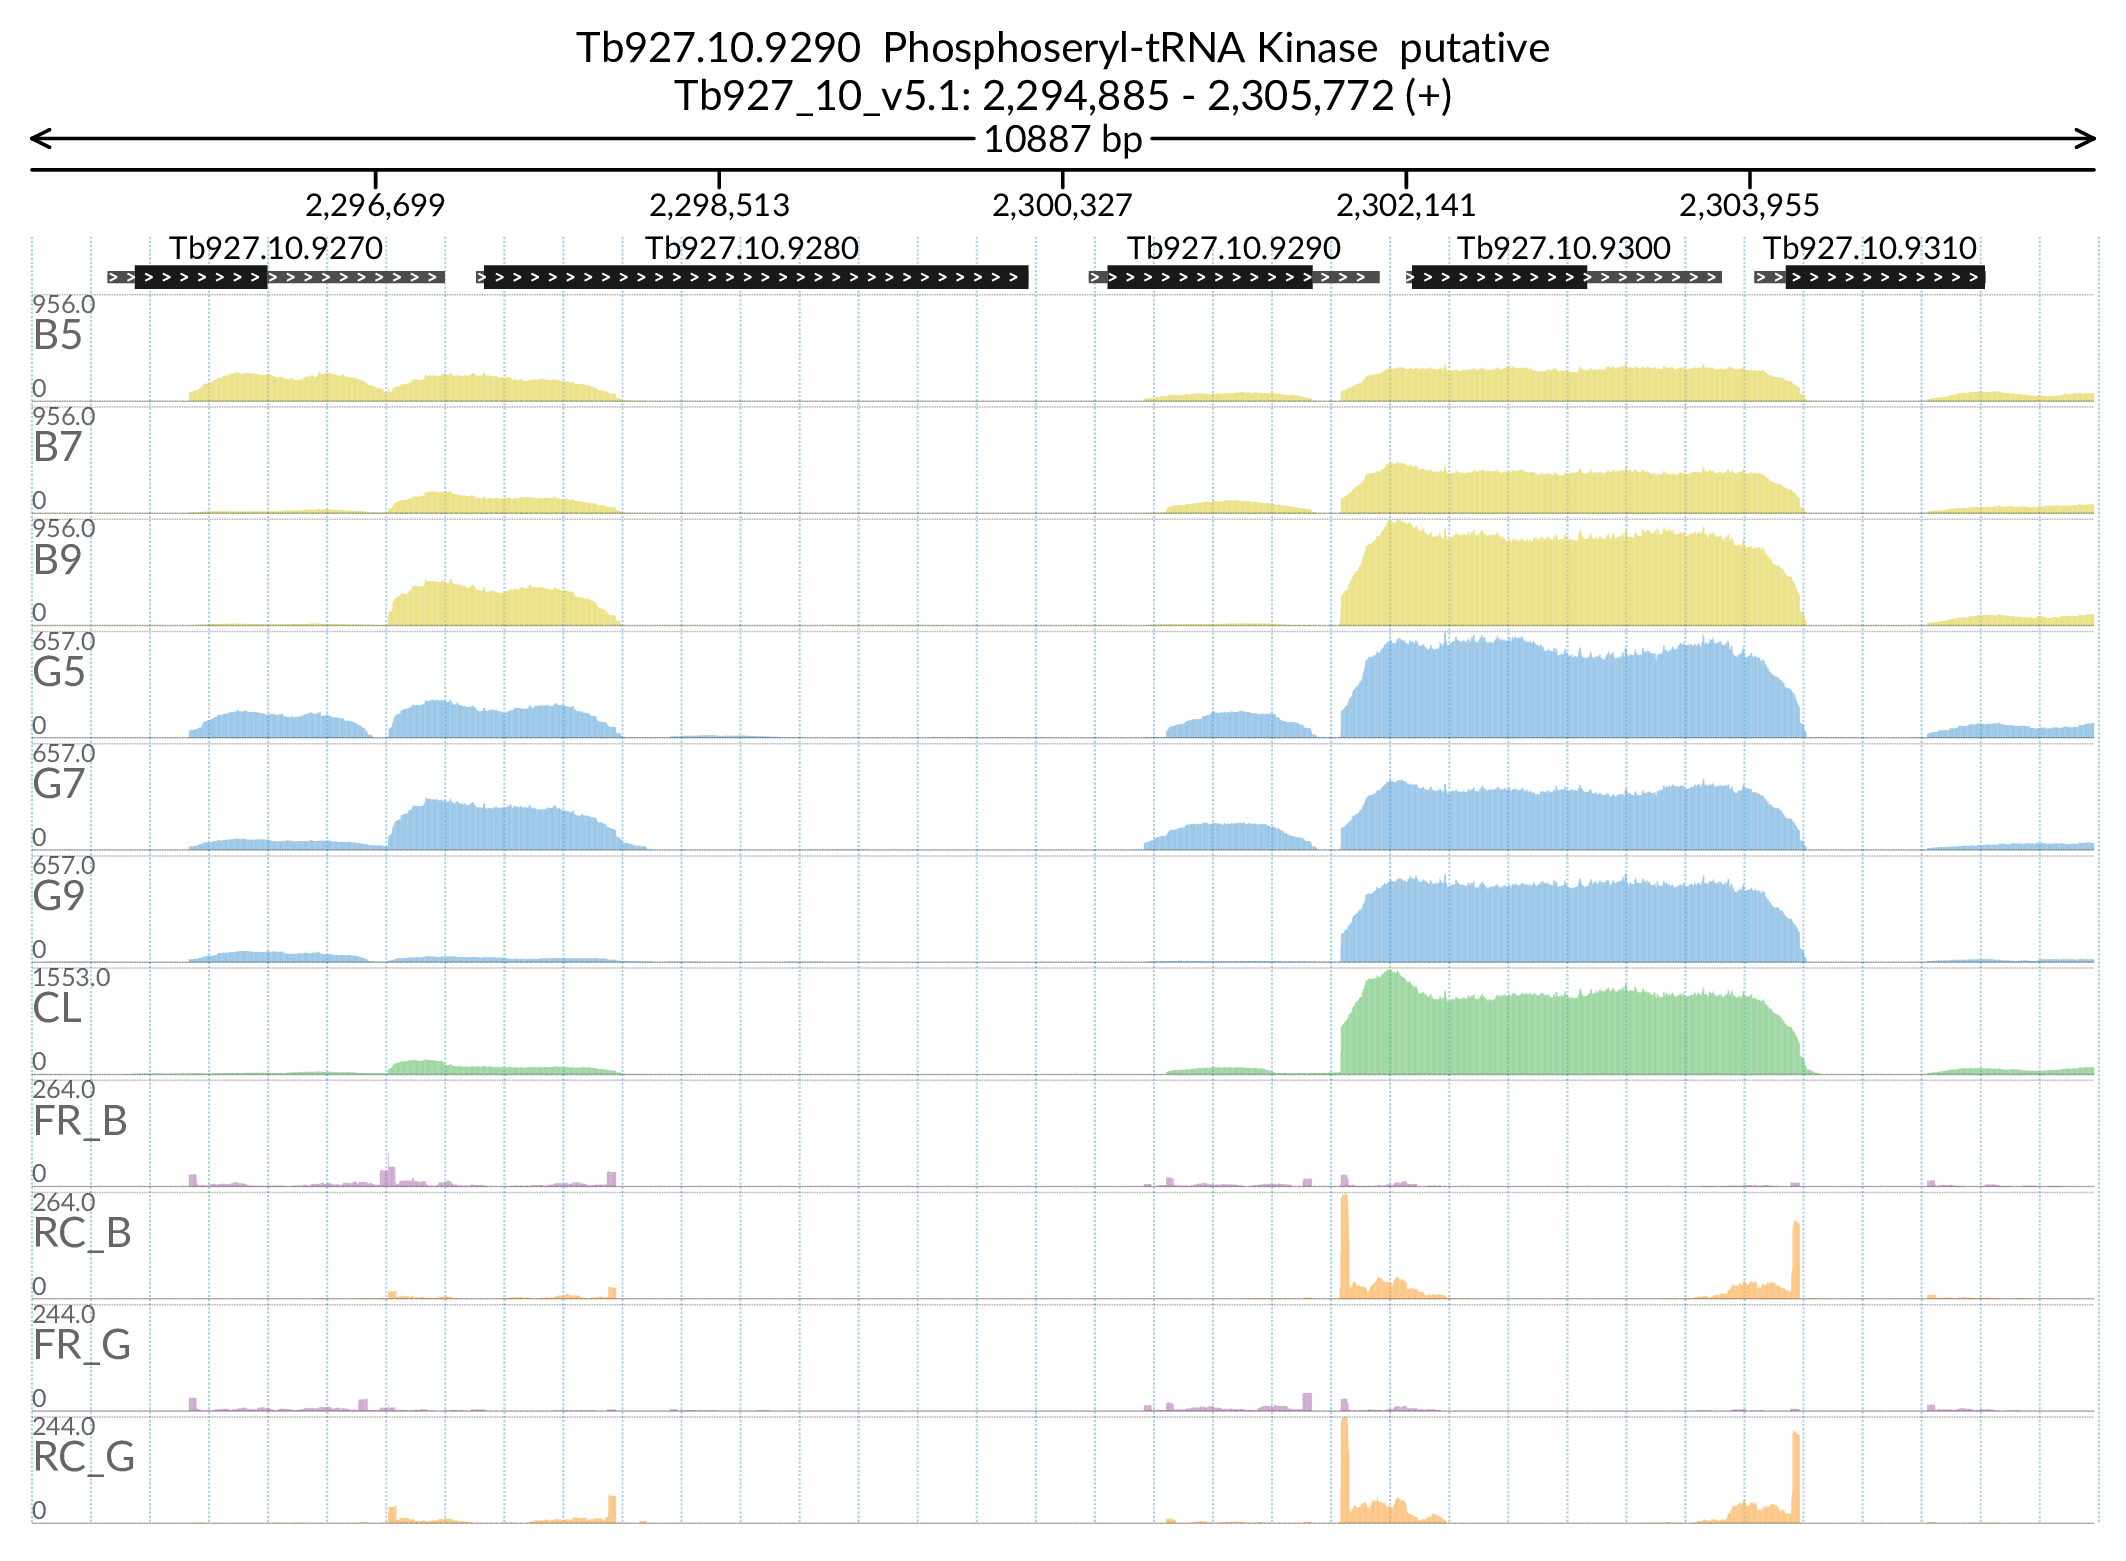 Tb927.10.9290  Phosphoseryl-tRNA Kinase  putative
Tb927_10_v5.1: 2,294,885 - 2,305,772 (+)
10887 bp
2,296,699 2,298,513 2,300,327 2,302,141 2,303,955
Tb927.10.9270 Tb927.10.9280 Tb927.10.9290 Tb927.10.9300 Tb927.10.9310
956.0
B5
0
956.0
B7
0
956.0
B9
0
657.0
G5
0
657.0
G7
0
657.0
G9
0
1553.0
CL
0
264.0
FR_B
0
264.0
RC_B
0
244.0
FR_G
0
244.0
RC_G
0